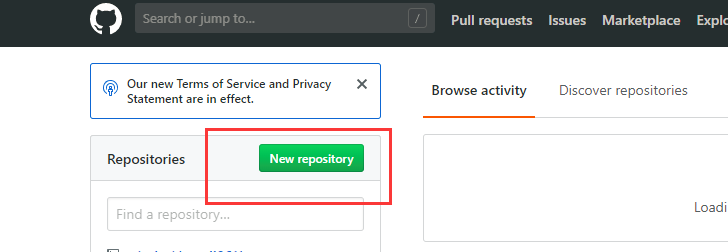 Search or jump to... /
Pull requests Issues Marketplace Explo
Our new Terms of Service and Privacy
Statement are in effect.
Browse activity Discover repositories
Repositories New repository
Find a repository...
Loadi